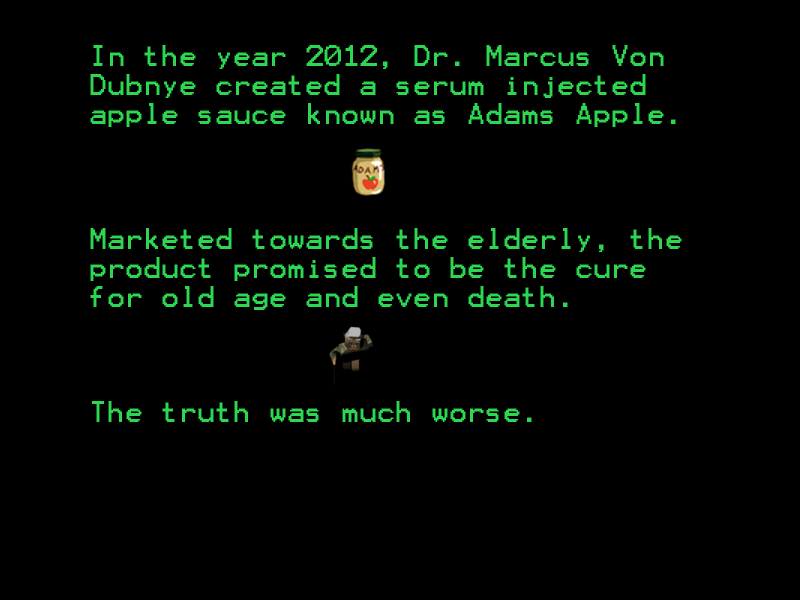 In the year 2012, Dr. Marcus Von
Dubnye created a serum injected
apple sauce known as Adams Apple.
ADAMS
Marketed towards the elderly, the
product promised to be the cure
for old age and even death.
The truth was much worse.